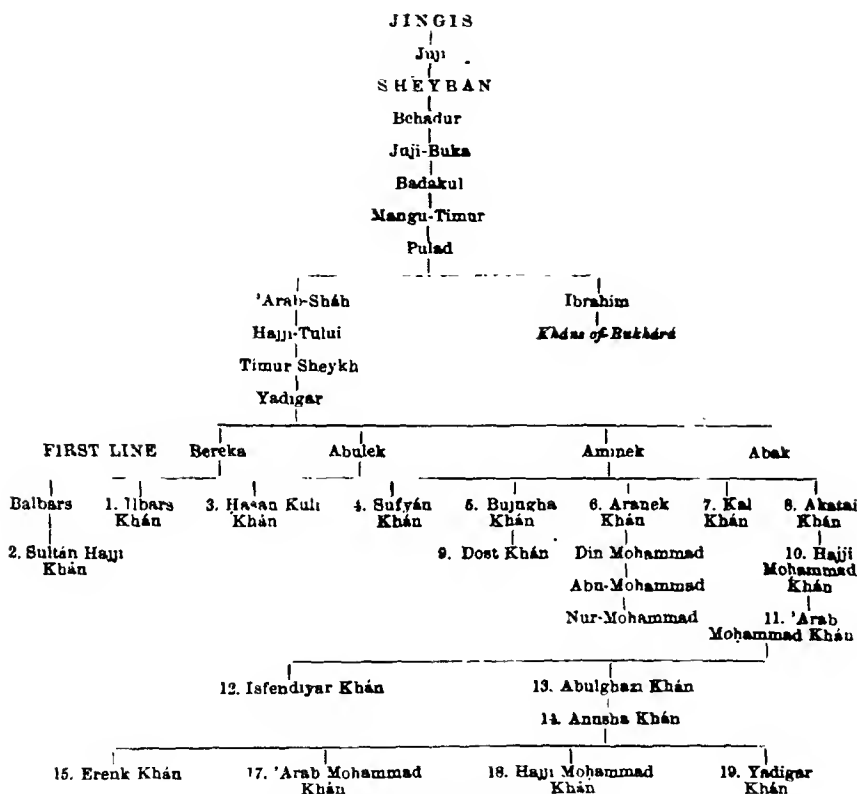 JINGIS
Juji
SHEYBAN
Behadur
Juji-Buka
Badakul
Mangu-Timur
Pulad
'Arab-Sháh Ibrahim
Hajji-Tului Kháns of Bukhárá
Timur Sheykh
Yadigar
FIRST LINE Bereka Abulek Aminek Abak
Balbars 1. Ilbars 3. Hasan Kuli 4. Sufyán 5. Bujugha 6. Aranek 7. Kal 8. Akatai
Khán Khán Khán Khán Khán Khán Khán
2. Sultán Hajji 9. Dost Khán Din Mohammad 10. Hajji
Khán Mohammad
Abu-Mohammad Khán
Nur-Mohammad 11. 'Arab
Mohammad Khán
12. Isfendiyar Khán 13. Abulghazi Khán
14. Anusha Khán
15. Erenk Khán 17. 'Arab Mohammad 18. Hajji Mohammad 19. Yadigar
Khán Khán Khán